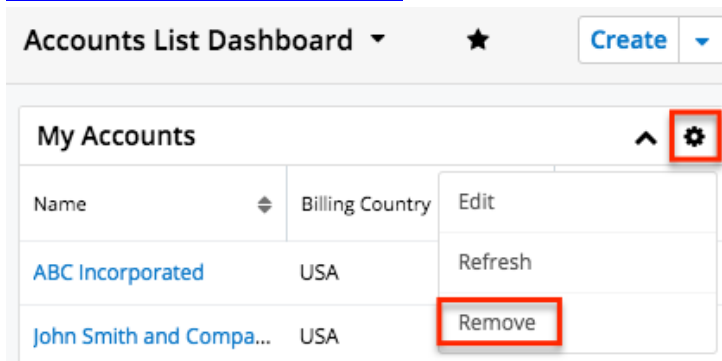 Accounts List Dashboard
Create
My Accounts
Name
Billing Country
Edit
ABC Incorporated
USA
Refresh
John Smith and Compa...
USA
Remove